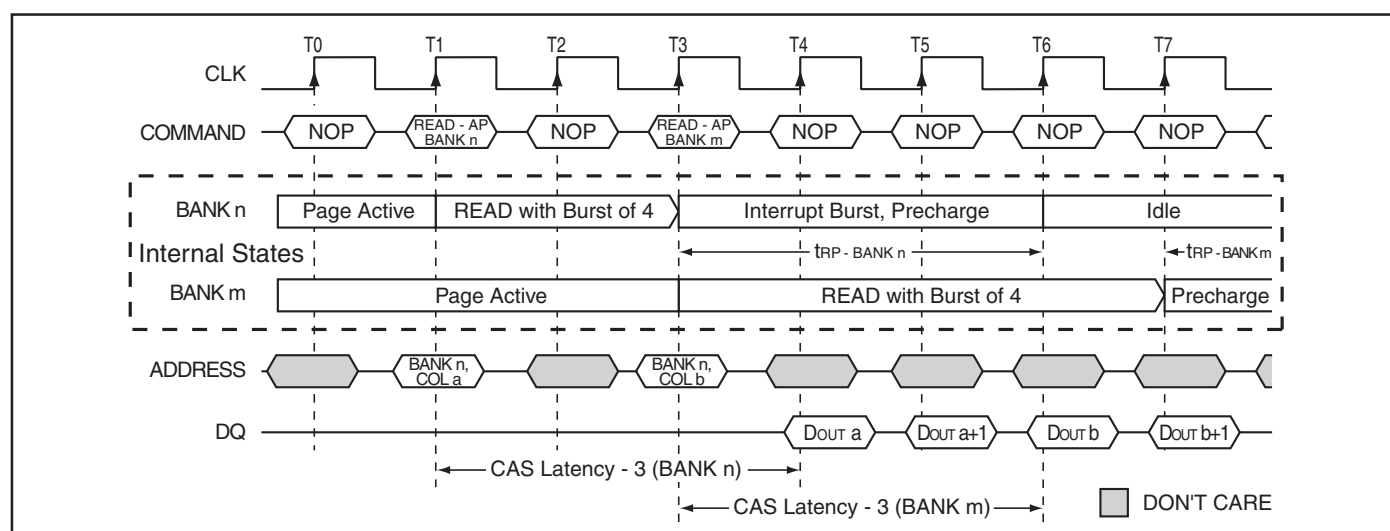 T0 T1 T2 T3 T4 T5 T6 T7
CLK
COMMAND NOP READ - AP BANK n NOP READ - AP BANK m NOP NOP NOP NOP
BANK n Page Active READ with Burst of 4 Interrupt Burst, Precharge Idle
Internal States tRP - BANK n tRP - BANK m
BANK m Page Active READ with Burst of 4 Precharge
ADDRESS BANK n, COL a BANK n, COL b
DQ DOUT a DOUT a+1 DOUT b DOUT b+1
CAS Latency - 3 (BANK n)
CAS Latency - 3 (BANK m)
DON'T CARE